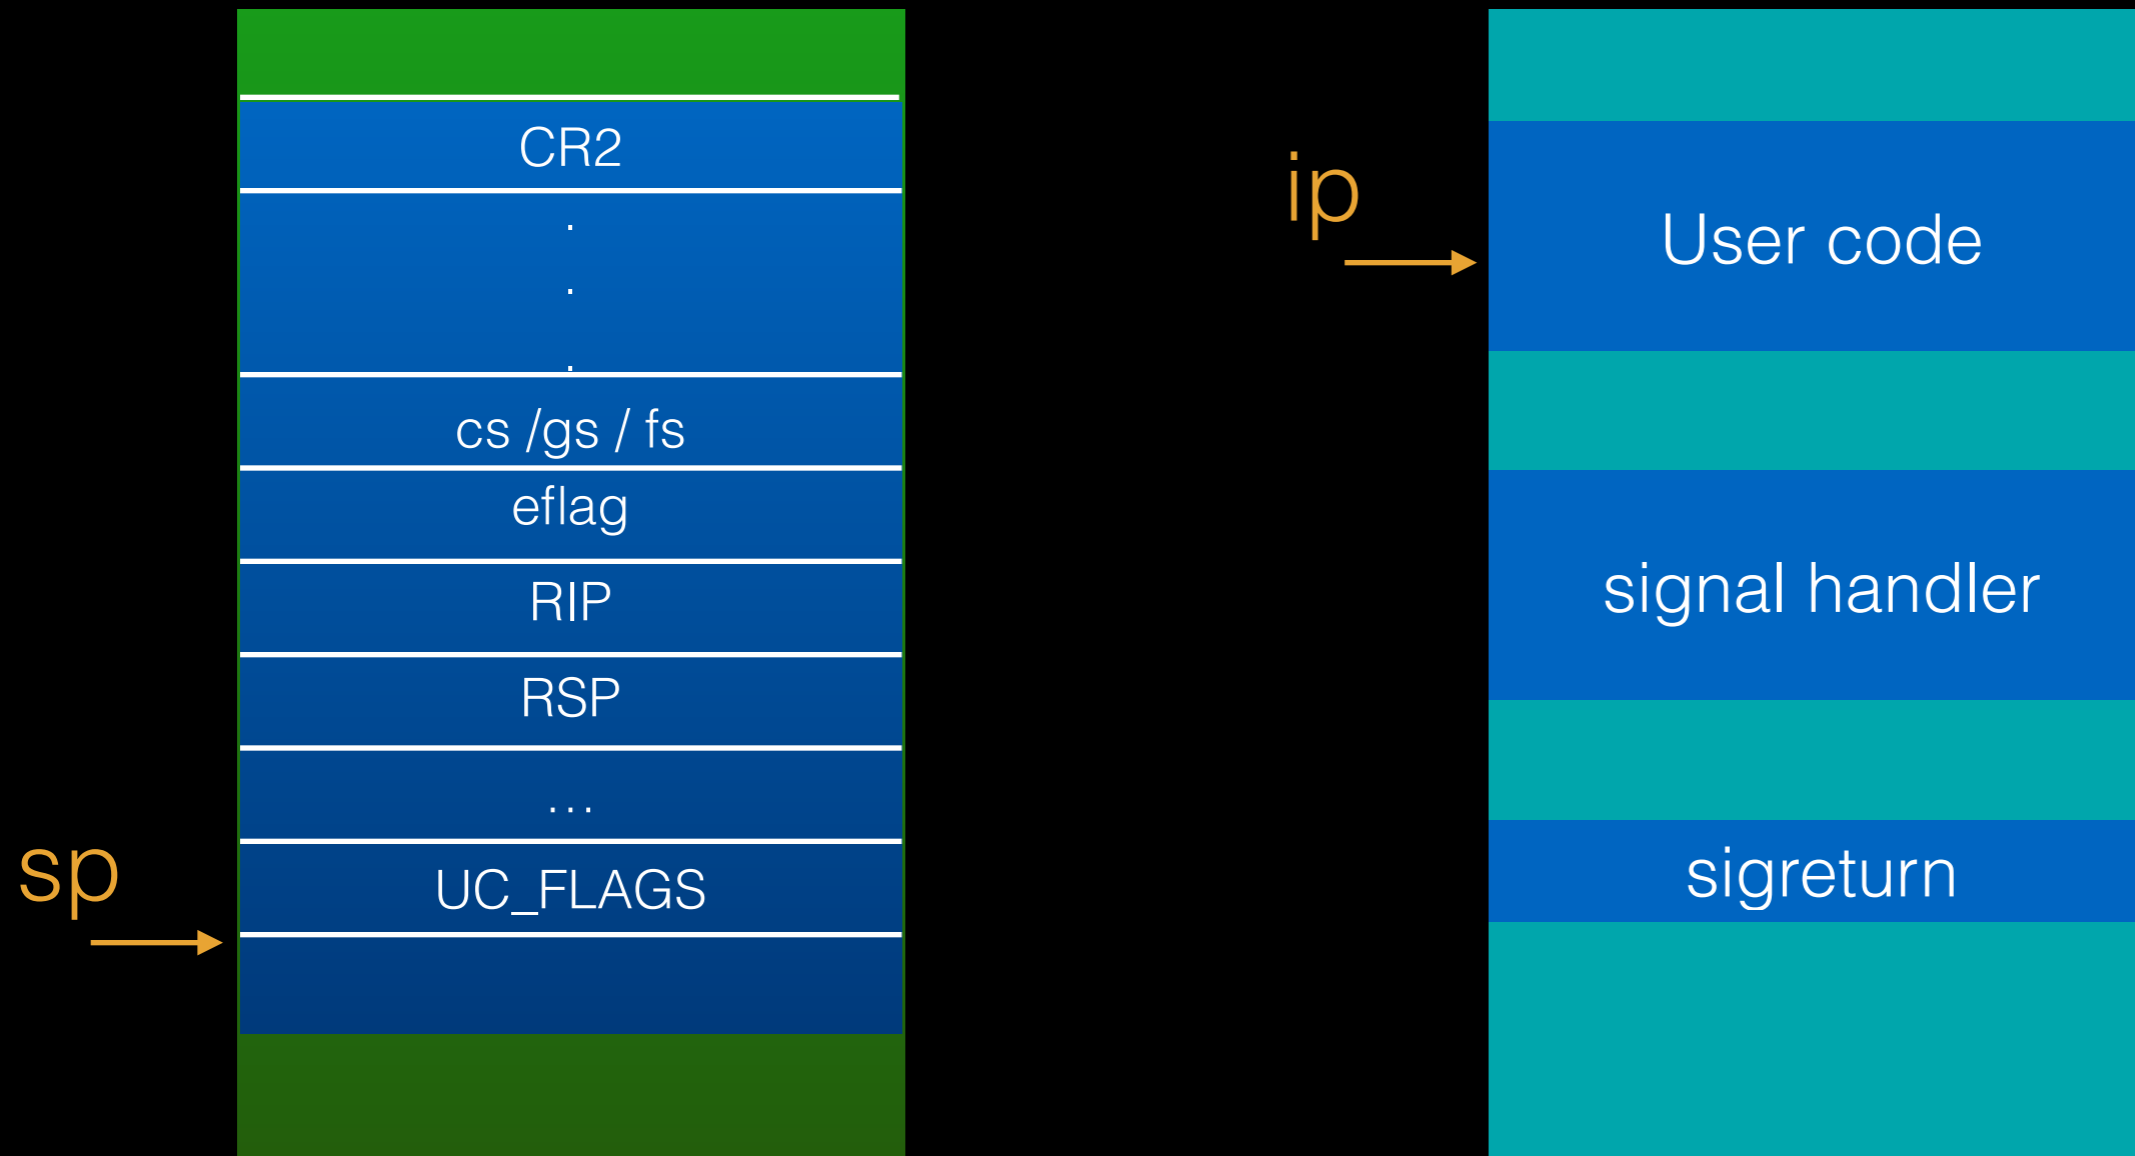 CR2
.
.
.
cs /gs / fs
eflag
RIP
RSP
...
UC_FLAGS
sp
ip
User code
signal handler
sigreturn